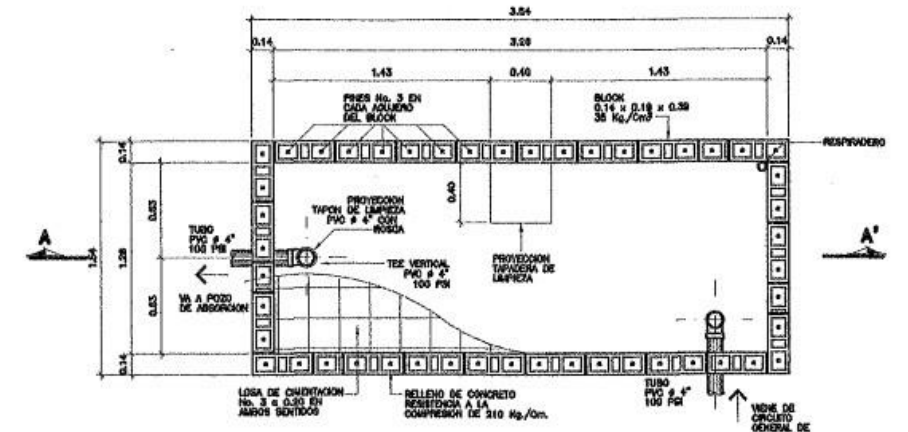 3.54
0.14
3.26
0.14
1.43
0.40
1.43
PINES No. 3 EN
CADA AGUJERO
DEL BLOCK
BLOCK
0.14 x 0.19 x 0.39
35 Kg./Cm²
RESPIRADERO
0.14
0.63
0.40
PROYECCION
TAPON DE LIMPIEZA
PVC ø 4" CON
ROSCA
TUBO
PVC ø 4"
100 PSI
A
1.54
1.26
TEE VERTICAL
PVC ø 4"
100 PSI
PROYECCION
TAPADERA DE
LIMPIEZA
A'
VA A POZO
DE ABSORCION
0.63
0.14
LOSA DE CIMENTACION
No. 3 a 0.20 EN
AMBOS SENTIDOS
RELLENO DE CONCRETO
RESISTENCIA A LA
COMPRESION DE 210 Kg./Cm.
TUBO
PVC ø 4"
100 PSI
VIENE DE
CIRCUITO
GENERAL DE